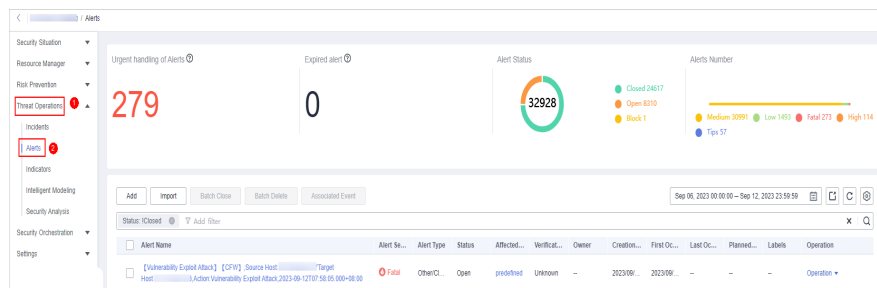 / Alerts
Security Situation
Resource Manager
Risk Prevention
Threat Operations 1
Incidents
Alerts 2
Indicators
Intelligent Modeling
Security Analysis
Security Orchestration
Settings
Urgent handling of Alerts
279
Expired alert
0
Alert Status
32928
Closed 24617
Open 8310
Block 1
Alerts Number
Medium 30991 Low 1493 Fatal 273 High 114
Tips 57
Add Import Batch Close Batch Delete Associated Event
Sep 06, 2023 00:00:00 – Sep 12, 2023 23:59:59
Status: !Closed Add filter
Alert Name Alert Se... Alert Type Status Affected... Verificat... Owner Creation... First Oc... Last Oc... Planned... Labels Operation
【Vulnerability Exploit Attack】【CFW】,Source Host: /Target
Host ,Action:Vulnerability Exploit Attack,2023-09-12T07:58:05.000+08:00
Fatal Other/Cl... Open predefined Unknown -- 2023/09/... 2023/09/... -- -- -- Operation